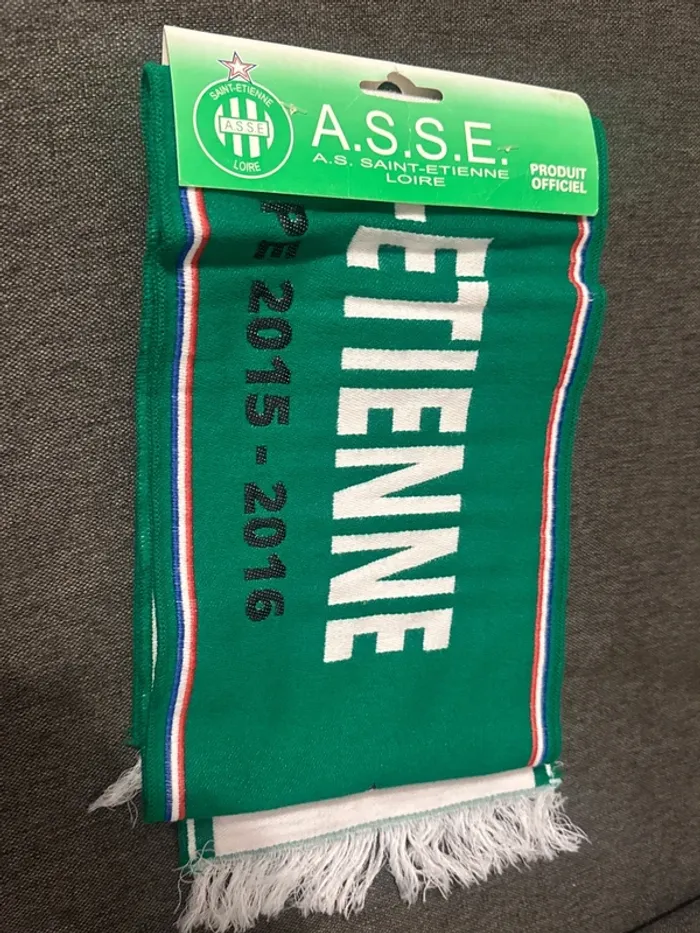 SAINT-ETIENNE
A.S.S.E
LOIRE
A.S.S.E.
A.S. SAINT-ETIENNE
LOIRE
PRODUIT
OFFICIEL
-ETIENNE
PE 2015 - 2016